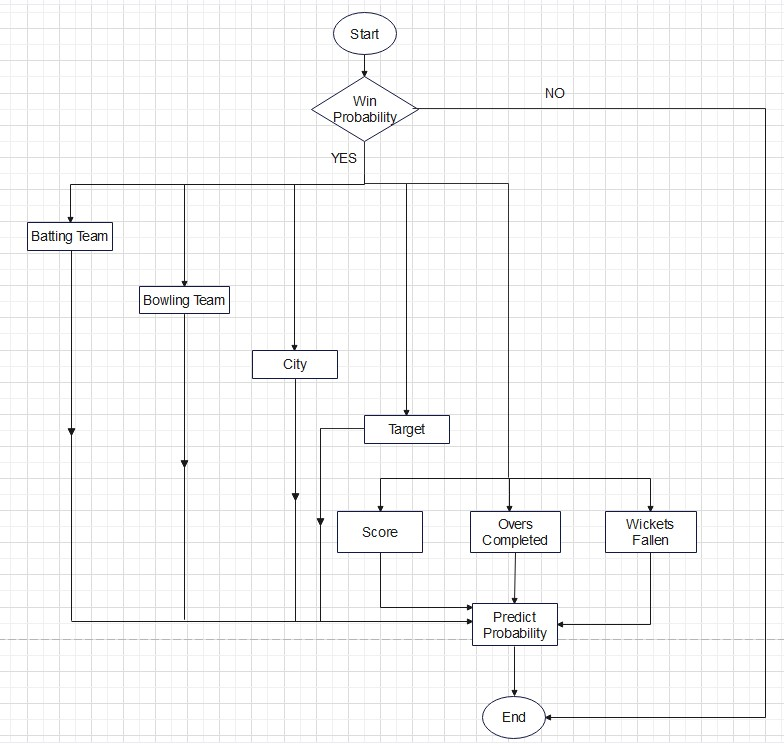 Start
Win
Probability
NO
YES
Batting Team
Bowling Team
City
Target
Score
Overs
Completed
Wickets
Fallen
Predict
Probability
End